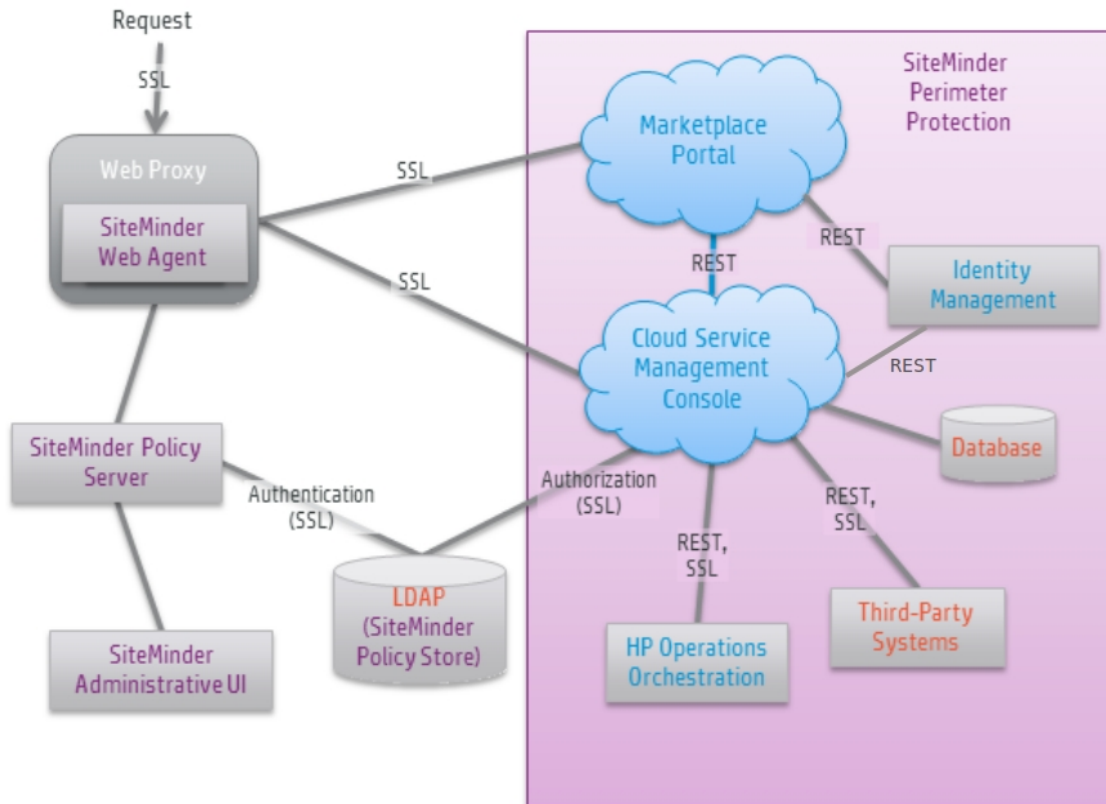 Request
SSL
Web Proxy
SiteMinder
Web Agent
SSL
SSL
SiteMinder
Perimeter
Protection
Marketplace
Portal
REST
REST
Identity
Management
Cloud Service
Management
Console
REST
Database
SiteMinder Policy
Server
Authentication
(SSL)
Authorization
(SSL)
REST,
SSL
REST,
SSL
LDAP
(SiteMinder
Policy Store)
Third-Party
Systems
SiteMinder
Administrative UI
HP Operations
Orchestration